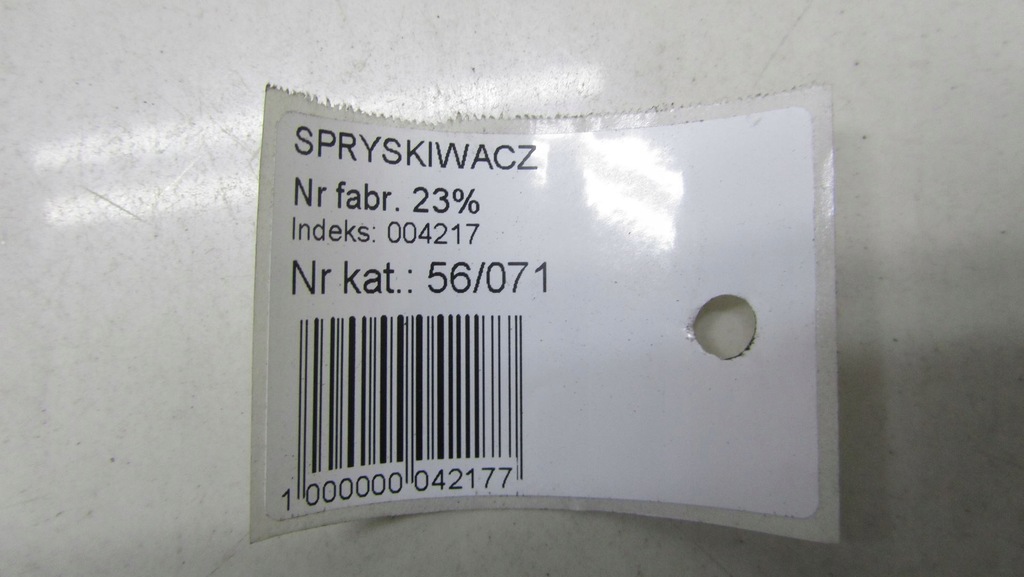 SPRYSKIWACZ
Nr fabr. 23%
Indeks: 004217
Nr kat.: 56/071
1 000000 042177